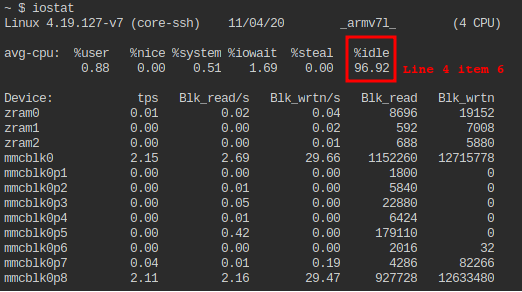 ~ $ iostat
Linux 4.19.127-v7 (core-ssh) 11/04/20 _armv7l_ (4 CPU)
avg-cpu: %user %nice %system %iowait %steal %idle
0.88 0.00 0.51 1.69 0.00 96.92 Line 4 item 6
Device: tps Blk_read/s Blk_wrtn/s Blk_read Blk_wrtn
zram0 0.01 0.02 0.04 8696 19152
zram1 0.00 0.00 0.02 592 7008
zram2 0.00 0.00 0.01 688 5880
mmcblk0 2.15 2.69 29.66 1152260 12715778
mmcblk0p1 0.00 0.00 0.00 1800 0
mmcblk0p2 0.00 0.01 0.00 5840 0
mmcblk0p3 0.00 0.05 0.00 22880 0
mmcblk0p4 0.00 0.01 0.00 6424 0
mmcblk0p5 0.00 0.42 0.00 179110 0
mmcblk0p6 0.00 0.00 0.00 2016 32
mmcblk0p7 0.04 0.01 0.19 4286 82266
mmcblk0p8 2.11 2.16 29.47 927728 12633480